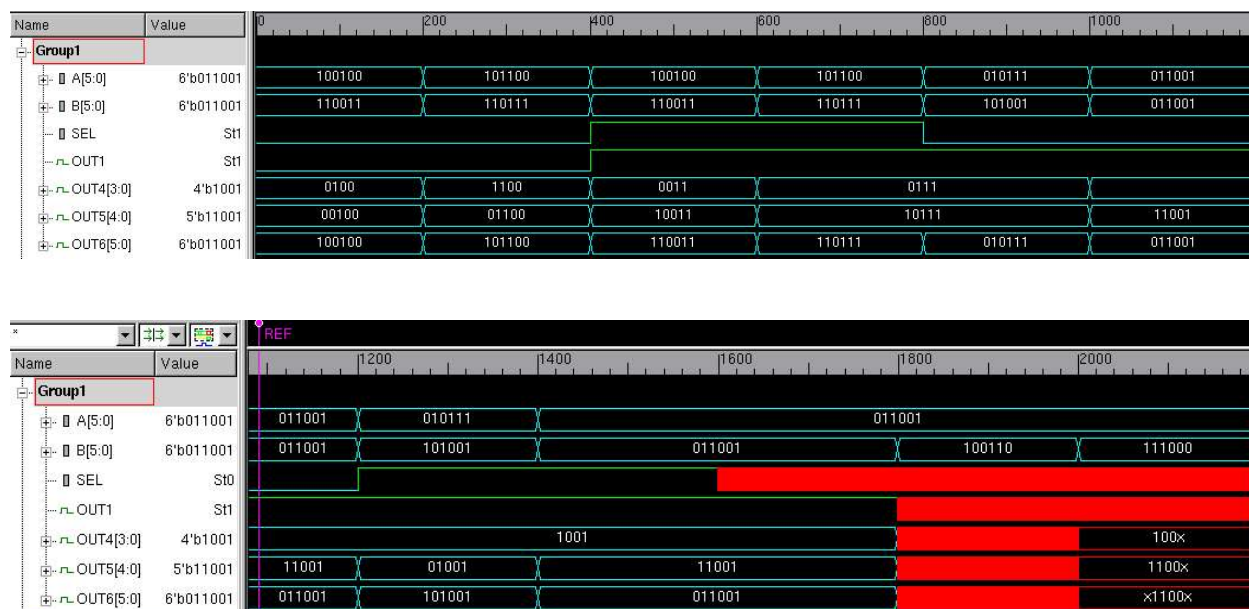 Name Value 0 200 400 600 800 1000
Group1
A[5:0] 6'b011001 100100 101100 100100 101100 010111 011001
B[5:0] 6'b011001 110011 110111 110011 110111 101001 011001
SEL St1
OUT1 St1
OUT4[3:0] 4'b1001 0100 1100 0011 0111
OUT5[4:0] 5'b11001 00100 01100 10011 10111 11001
OUT6[5:0] 6'b011001 100100 101100 110011 110111 010111 011001
* REF
Name Value 1200 1400 1600 1800 2000
Group1
A[5:0] 6'b011001 011001 010111 011001
B[5:0] 6'b011001 011001 101001 011001 100110 111000
SEL St0
OUT1 St1
OUT4[3:0] 4'b1001 1001 100x
OUT5[4:0] 5'b11001 11001 01001 11001 1100x
OUT6[5:0] 6'b011001 011001 101001 011001 x1100x